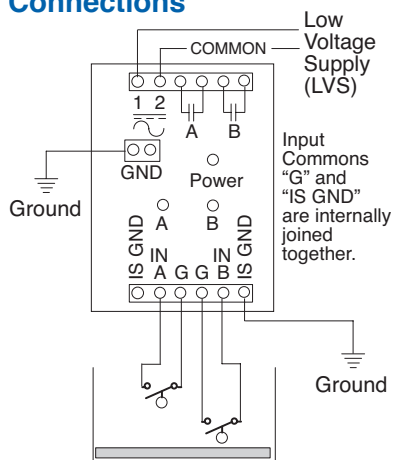 Connections
Low
Voltage
Supply
(LVS)
COMMON
1 2
A
B
GND
Power
Ground
Input
Commons
“G” and
“IS GND”
are internally
joined
together.
A
B
IS GND
IN
A
G
G
IN
B
IS GND
Ground